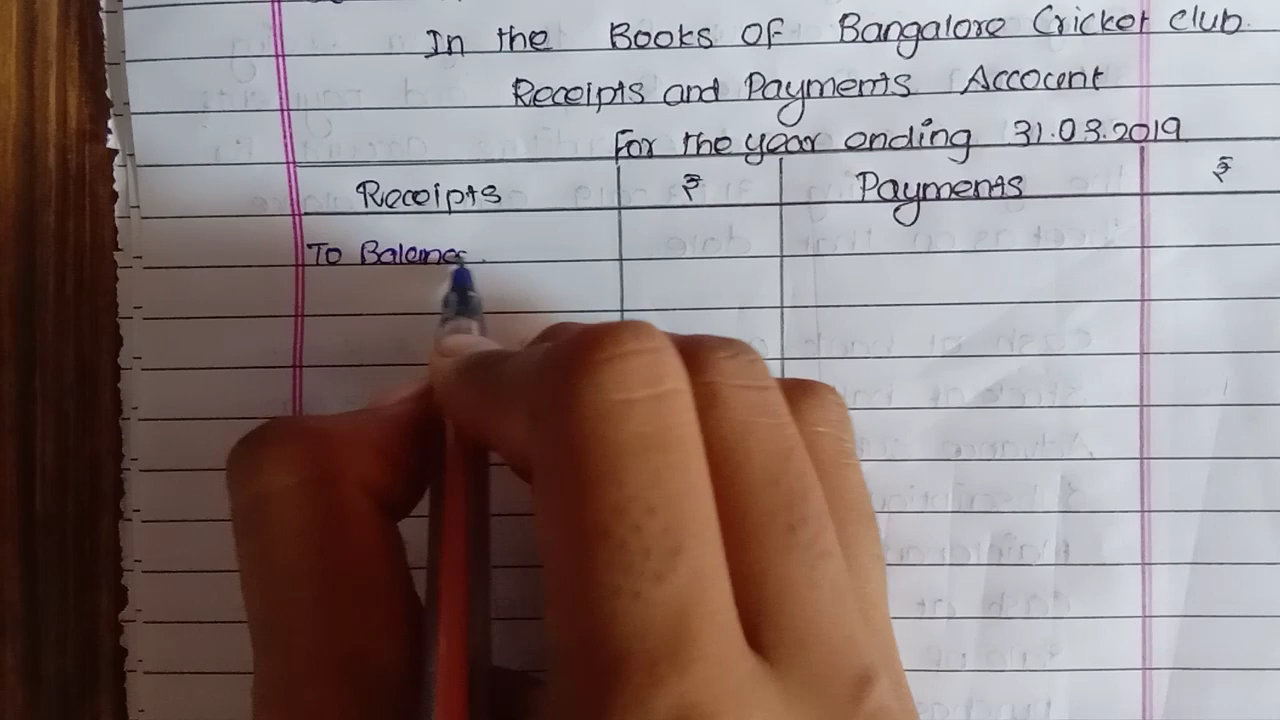 In the Books OF Bangalore Cricket club.
Receipts and Payments Account
For the year ending 31.03.2019
Receipts ₹ Payments ₹
To Balance